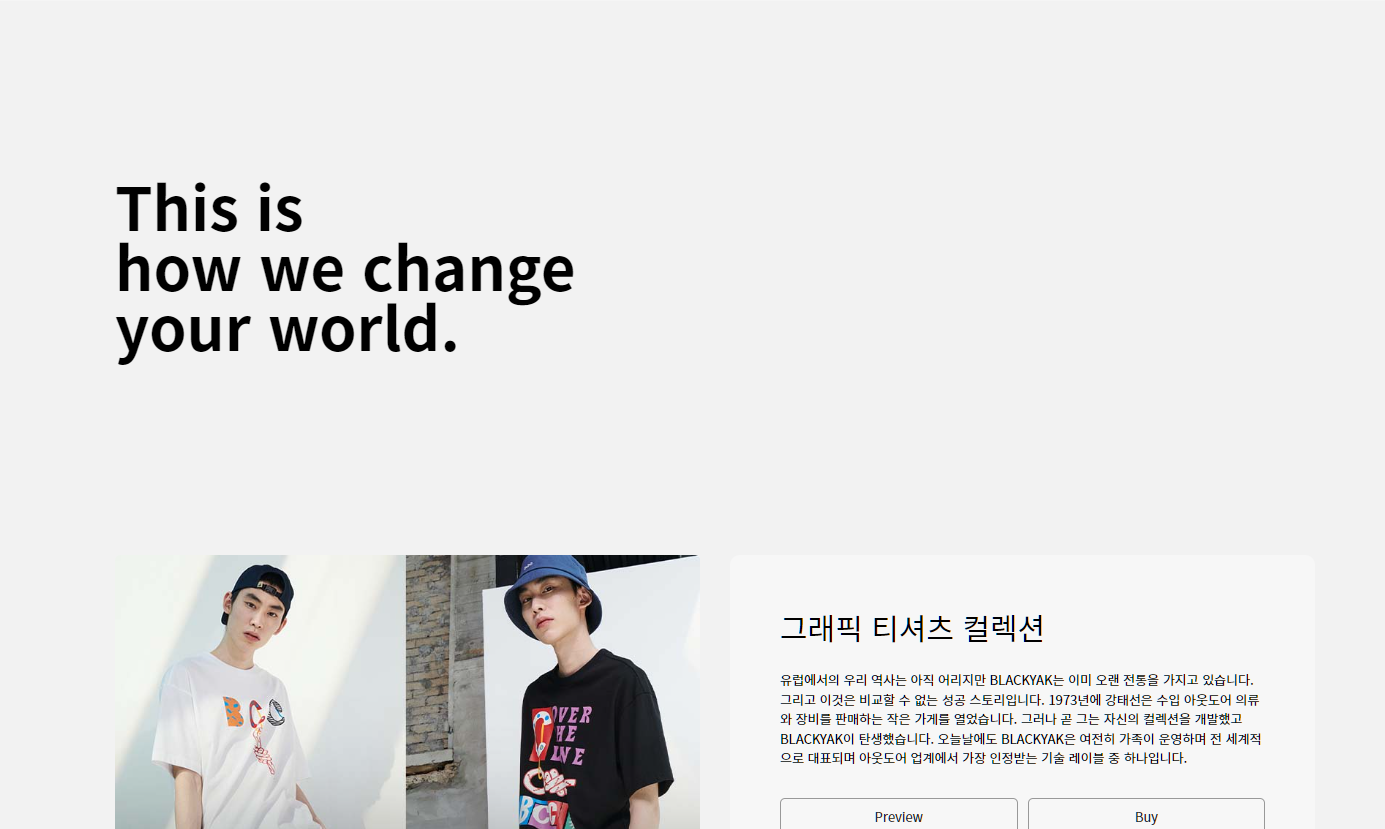 This is
how we change
your world.
BCC
OVER
THE
LINE
그래픽 티셔츠 컬렉션
유럽에서의 우리 역사는 아직 어리지만 BLACKYAK는 이미 오랜 전통을 가지고 있습니다.
그리고 이것은 비교할 수 없는 성공 스토리입니다. 1973년에 강태선은 수입 아웃도어 의류
와 장비를 판매하는 작은 가게를 열었습니다. 그러나 곧 그는 자신의 컬렉션을 개발했고
BLACKYAK이 탄생했습니다. 오늘날에도 BLACKYAK은 여전히 가족이 운영하며 전 세계적
으로 대표되며 아웃도어 업계에서 가장 인정받는 기술 레이블 중 하나입니다.
Preview
Buy